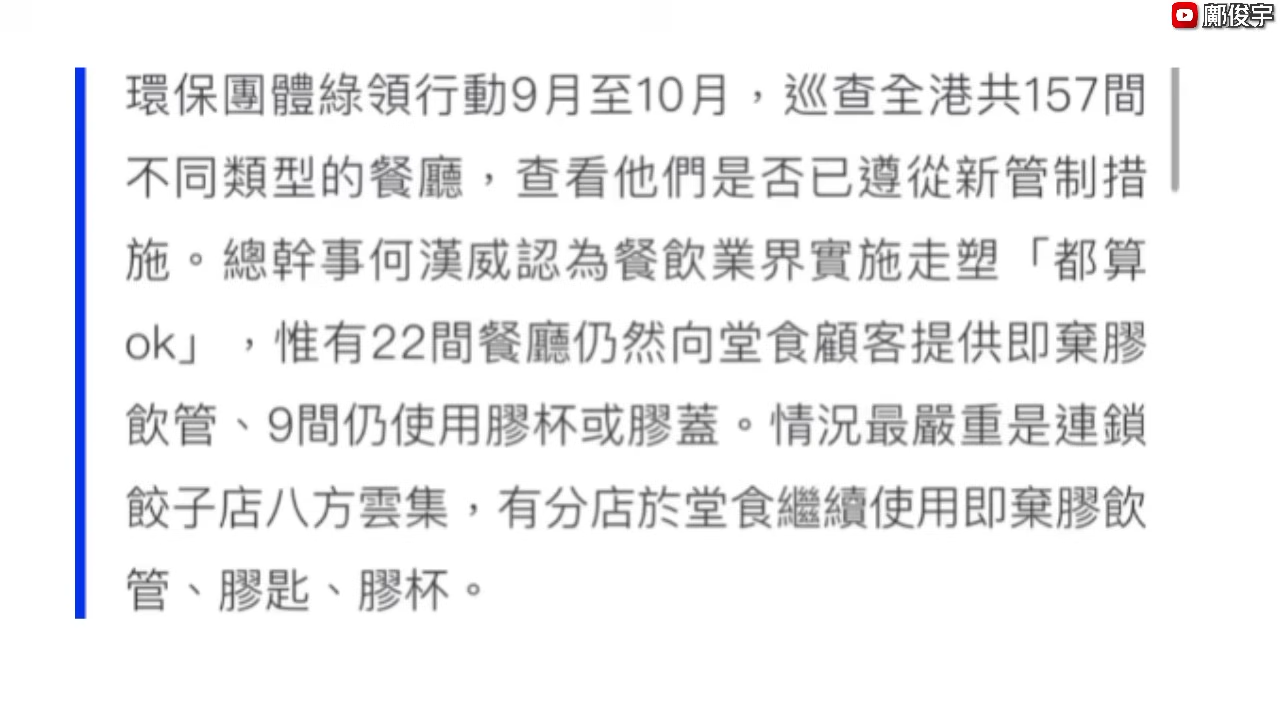 鄺俊宇
環保團體綠領行動9月至10月，巡查全港共157間
不同類型的餐廳，查看他們是否已遵從新管制措
施。總幹事何漢威認為餐飲業界實施走塑「都算
ok」，惟有22間餐廳仍然向堂食顧客提供即棄膠
飲管、9間仍使用膠杯或膠蓋。情況最嚴重是連鎖
餃子店八方雲集，有分店於堂食繼續使用即棄膠飲
管、膠匙、膠杯。